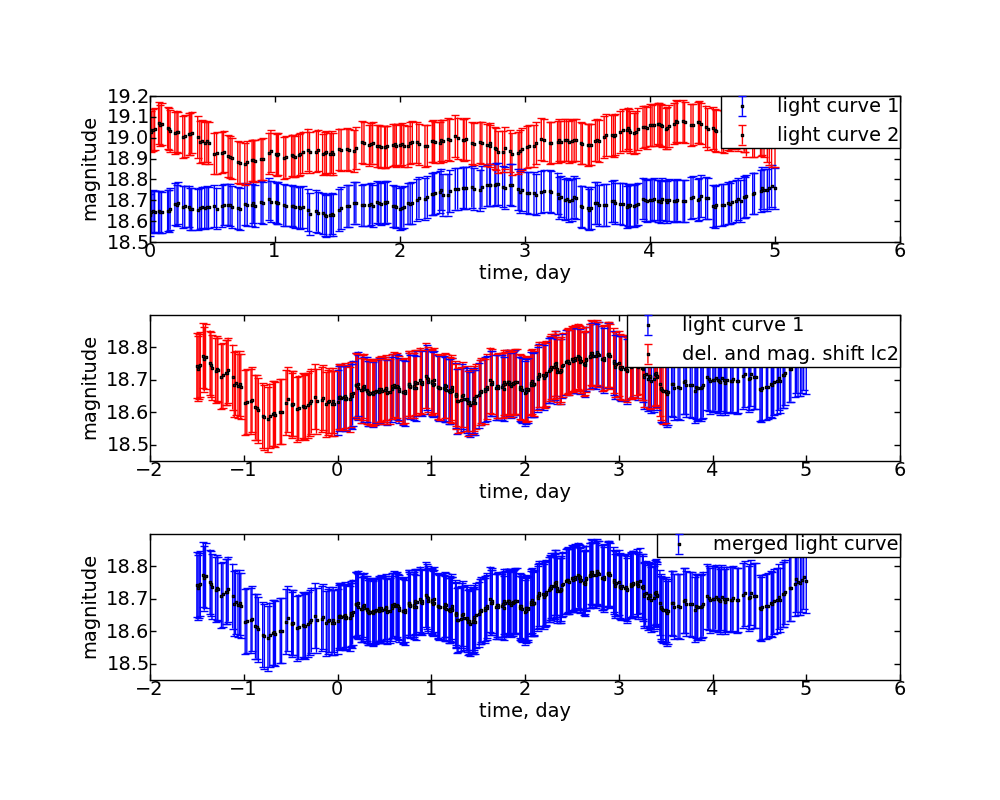 19.2
19.1
19.0
18.9
18.8
18.7
18.6
18.5
magnitude
light curve 1
light curve 2
0 1 2 3 4 5 6
time, day
18.8
18.7
18.6
18.5
magnitude
light curve 1
del. and mag. shift lc2
−2 −1 0 1 2 3 4 5 6
time, day
18.8
18.7
18.6
18.5
magnitude
merged light curve
−2 −1 0 1 2 3 4 5 6
time, day